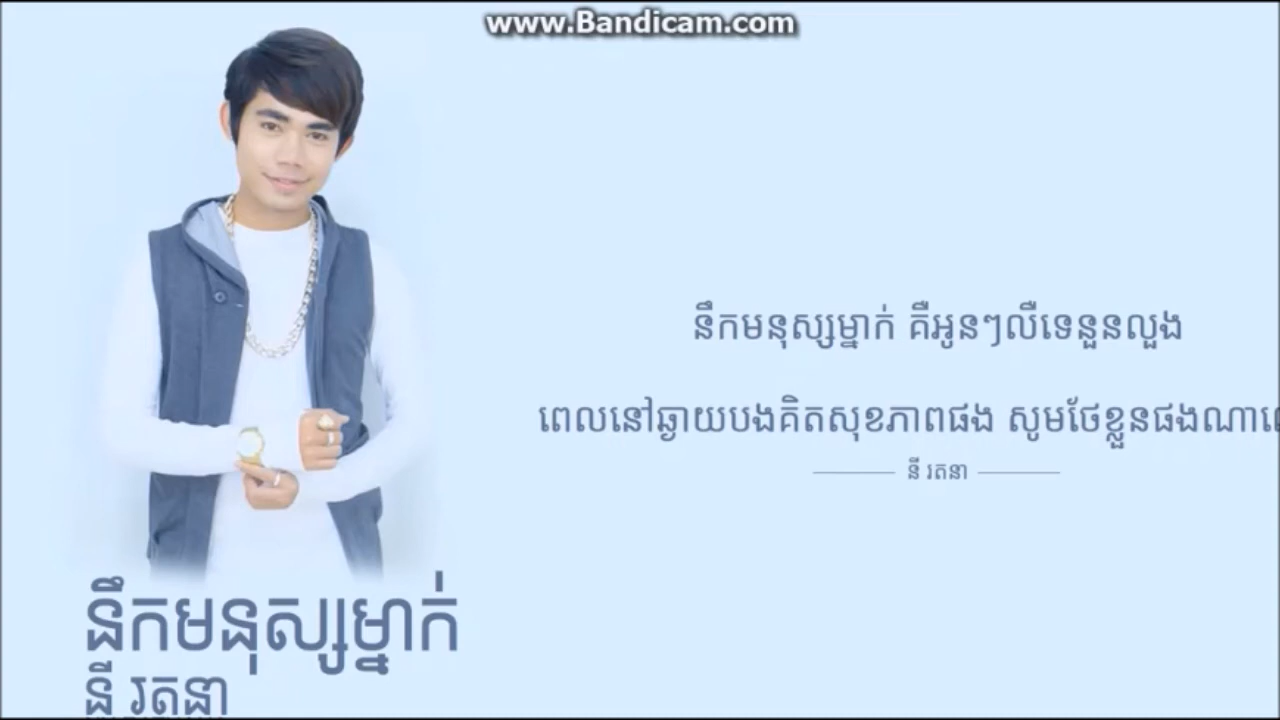 www.Bandicam.com
នឹកមនុស្សម្នាក់ គឺអូនៗលឺទេនួនលួង
ពេលនៅឆ្ងាយបងគិតសុខភាពផង សូមថែខ្លួនផងណា
នី រតនា
នឹកមនុស្សម្នាក់
នី រតនា